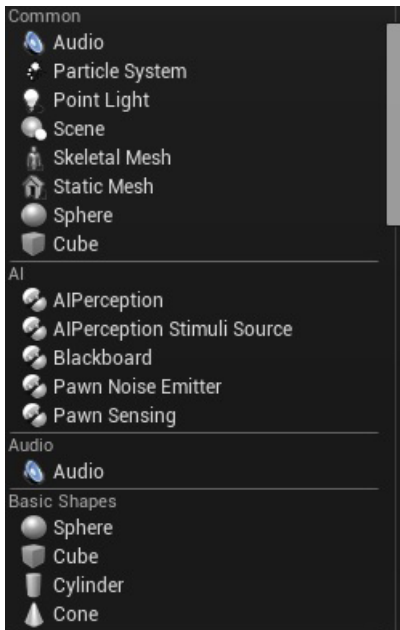 Common
Audio
Particle System
Point Light
Scene
Skeletal Mesh
Static Mesh
Sphere
Cube
AI
AIPerception
AIPerception Stimuli Source
Blackboard
Pawn Noise Emitter
Pawn Sensing
Audio
Audio
Basic Shapes
Sphere
Cube
Cylinder
Cone